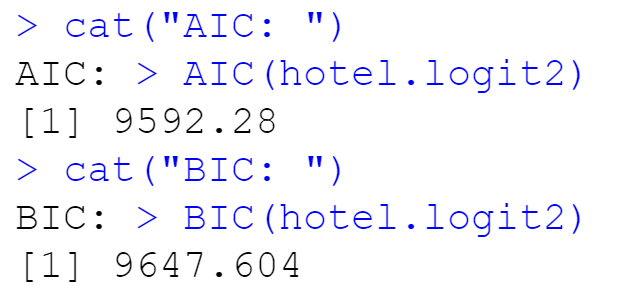 > cat("AIC: ")
AIC: > AIC(hotel.logit2)
[1] 9592.28
> cat("BIC: ")
BIC: > BIC(hotel.logit2)
[1] 9647.604